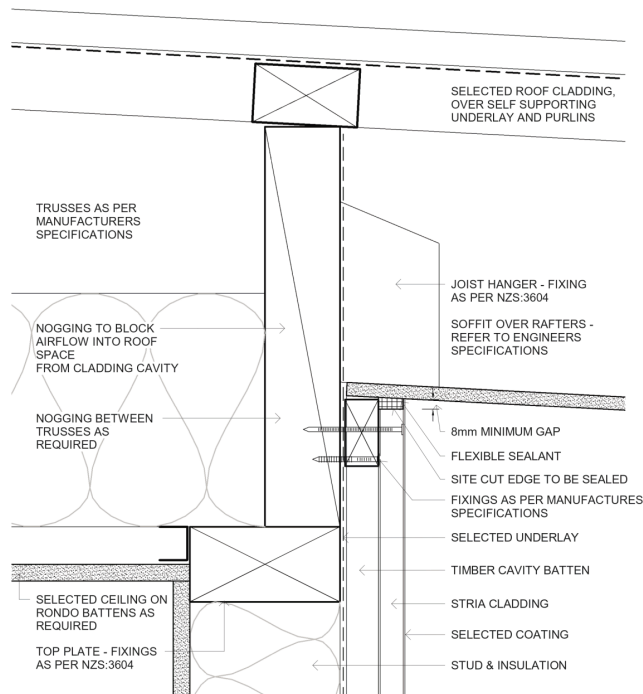 SELECTED ROOF CLADDING,
OVER SELF SUPPORTING
UNDERLAY AND PURLINS
TRUSSES AS PER
MANUFACTURERS
SPECIFICATIONS
JOIST HANGER - FIXING
AS PER NZS:3604
SOFFIT OVER RAFTERS -
REFER TO ENGINEERS
SPECIFICATIONS
NOGGING TO BLOCK
AIRFLOW INTO ROOF
SPACE
FROM CLADDING CAVITY
NOGGING BETWEEN
TRUSSES AS
REQUIRED
8mm MINIMUM GAP
FLEXIBLE SEALANT
SITE CUT EDGE TO BE SEALED
FIXINGS AS PER MANUFACTURES
SPECIFICATIONS
SELECTED UNDERLAY
TIMBER CAVITY BATTEN
STRIA CLADDING
SELECTED COATING
STUD & INSULATION
SELECTED CEILING ON
RONDO BATTENS AS
REQUIRED
TOP PLATE - FIXINGS
AS PER NZS:3604